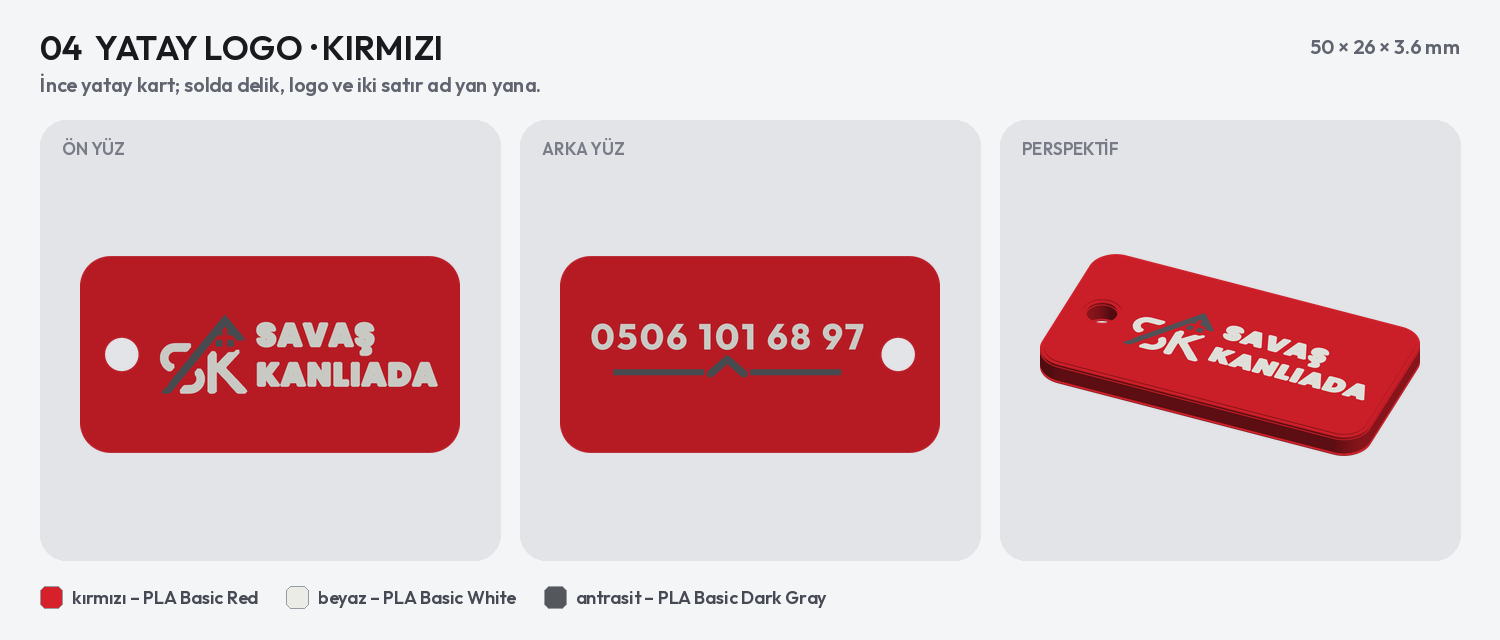 04 YATAY LOGO · KIRMIZI
50 × 26 × 3.6 mm
İnce yatay kart; solda delik, logo ve iki satır ad yan yana.
ÖN YÜZ
SK
SAVAŞ
KANLIADA
ARKA YÜZ
0506 101 68 97
PERSPEKTİF
SK
SAVAŞ
KANLIADA
kırmızı – PLA Basic Red
beyaz – PLA Basic White
antrasit – PLA Basic Dark Gray